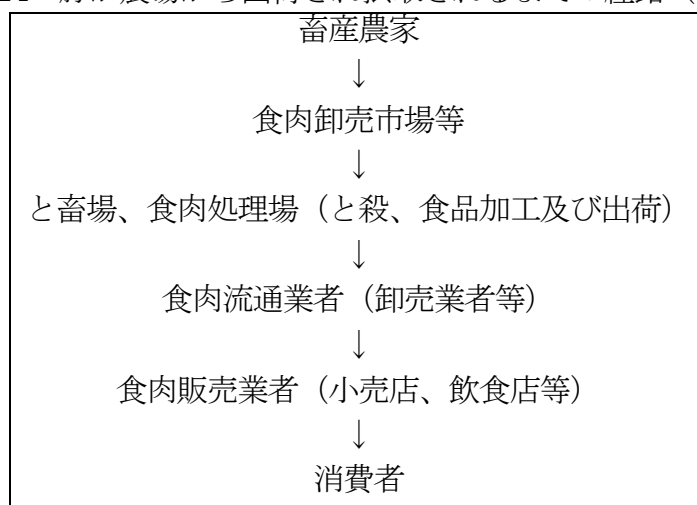 畜産農家
↓
食肉卸売市場等
↓
と畜場、食肉処理場（と殺、食品加工及び出荷）
↓
食肉流通業者（卸売業者等）
↓
食肉販売業者（小売店、飲食店等）
↓
消費者